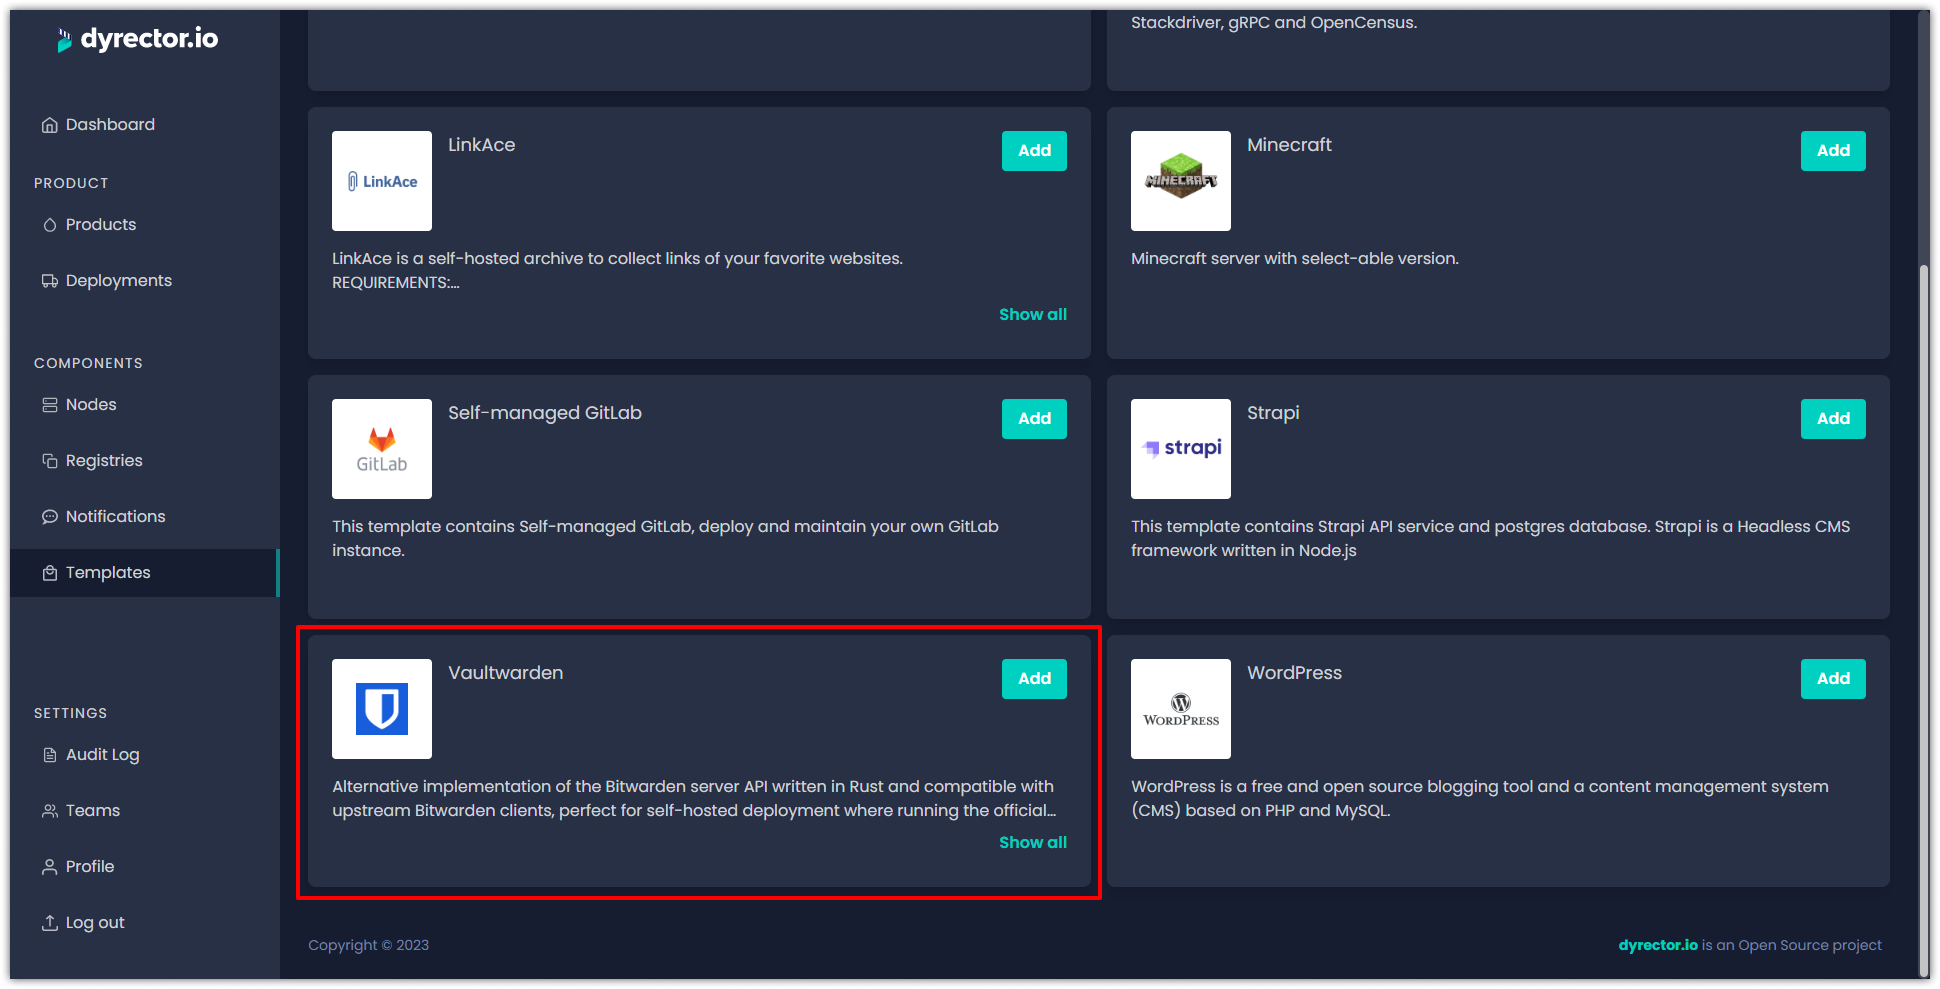 dyrector.io
Dashboard
PRODUCT
Products
Deployments
COMPONENTS
Nodes
Registries
Notifications
Templates
SETTINGS
Audit Log
Teams
Profile
Log out
Stackdriver, gRPC and OpenCensus.
LinkAce
LinkAce
Add
LinkAce is a self-hosted archive to collect links of your favorite websites.
REQUIREMENTS:...
Show all
MINECRAFT
Minecraft
Add
Minecraft server with select-able version.
GitLab
Self-managed GitLab
Add
This template contains Self-managed GitLab, deploy and maintain your own GitLab
instance.
strapi
Strapi
Add
This template contains Strapi API service and postgres database. Strapi is a Headless CMS
framework written in Node.js
Vaultwarden
Add
Alternative implementation of the Bitwarden server API written in Rust and compatible with
upstream Bitwarden clients, perfect for self-hosted deployment where running the official...
Show all
WORDPRESS
WordPress
Add
WordPress is a free and open source blogging tool and a content management system
(CMS) based on PHP and MySQL.
Copyright © 2023
dyrector.io is an Open Source project